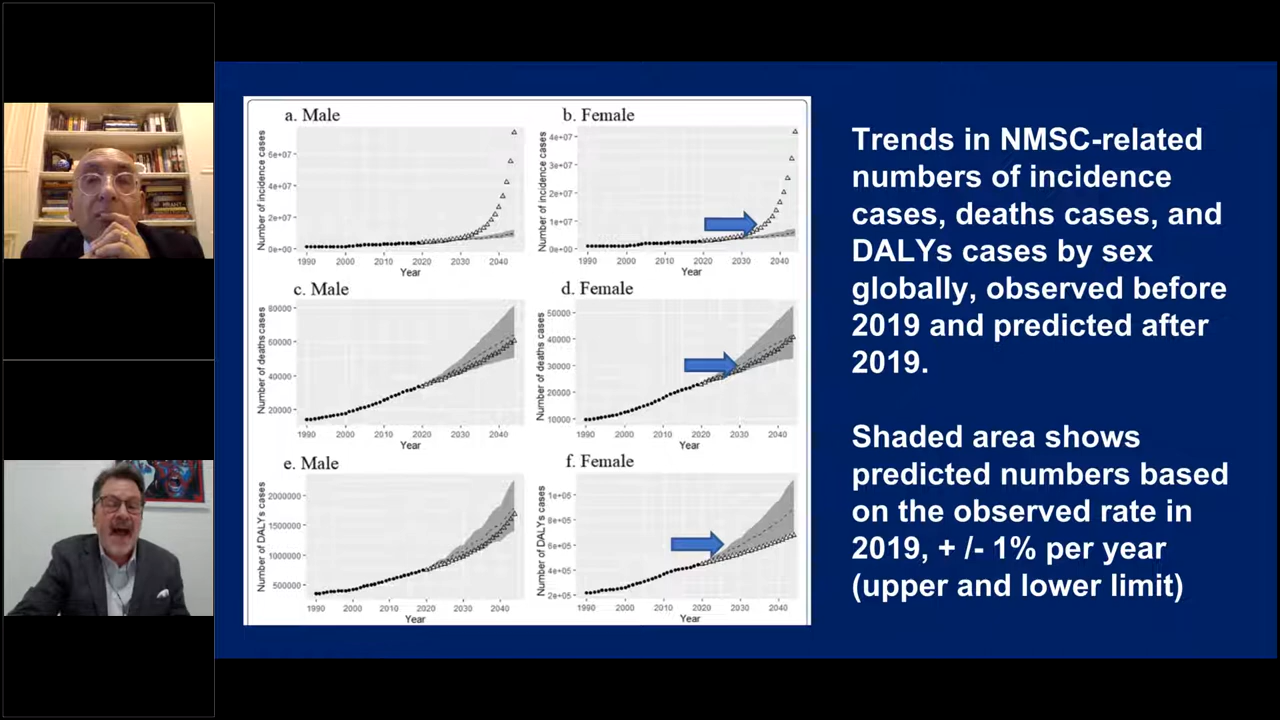 a. Male
Number of incidence cases
6e+07
4e+07
2e+07
0e+00
1990 2000 2010 2020 2030 2040
Year
b. Female
Number of incidence cases
4e+07
3e+07
2e+07
1e+07
0e+00
1990 2000 2010 2020 2030 2040
Year
c. Male
Number of deaths cases
80000
60000
40000
20000
1990 2000 2010 2020 2030 2040
Year
d. Female
Number of deaths cases
50000
40000
30000
20000
10000
1990 2000 2010 2020 2030 2040
Year
e. Male
Number of DALYs cases
2000000
1500000
1000000
500000
1990 2000 2010 2020 2030 2040
Year
f. Female
Number of DALYs cases
1e+06
8e+05
6e+05
4e+05
2e+05
1990 2000 2010 2020 2030 2040
Year
Trends in NMSC-related
numbers of incidence
cases, deaths cases, and
DALYs cases by sex
globally, observed before
2019 and predicted after
2019.
Shaded area shows
predicted numbers based
on the observed rate in
2019, + /- 1% per year
(upper and lower limit)